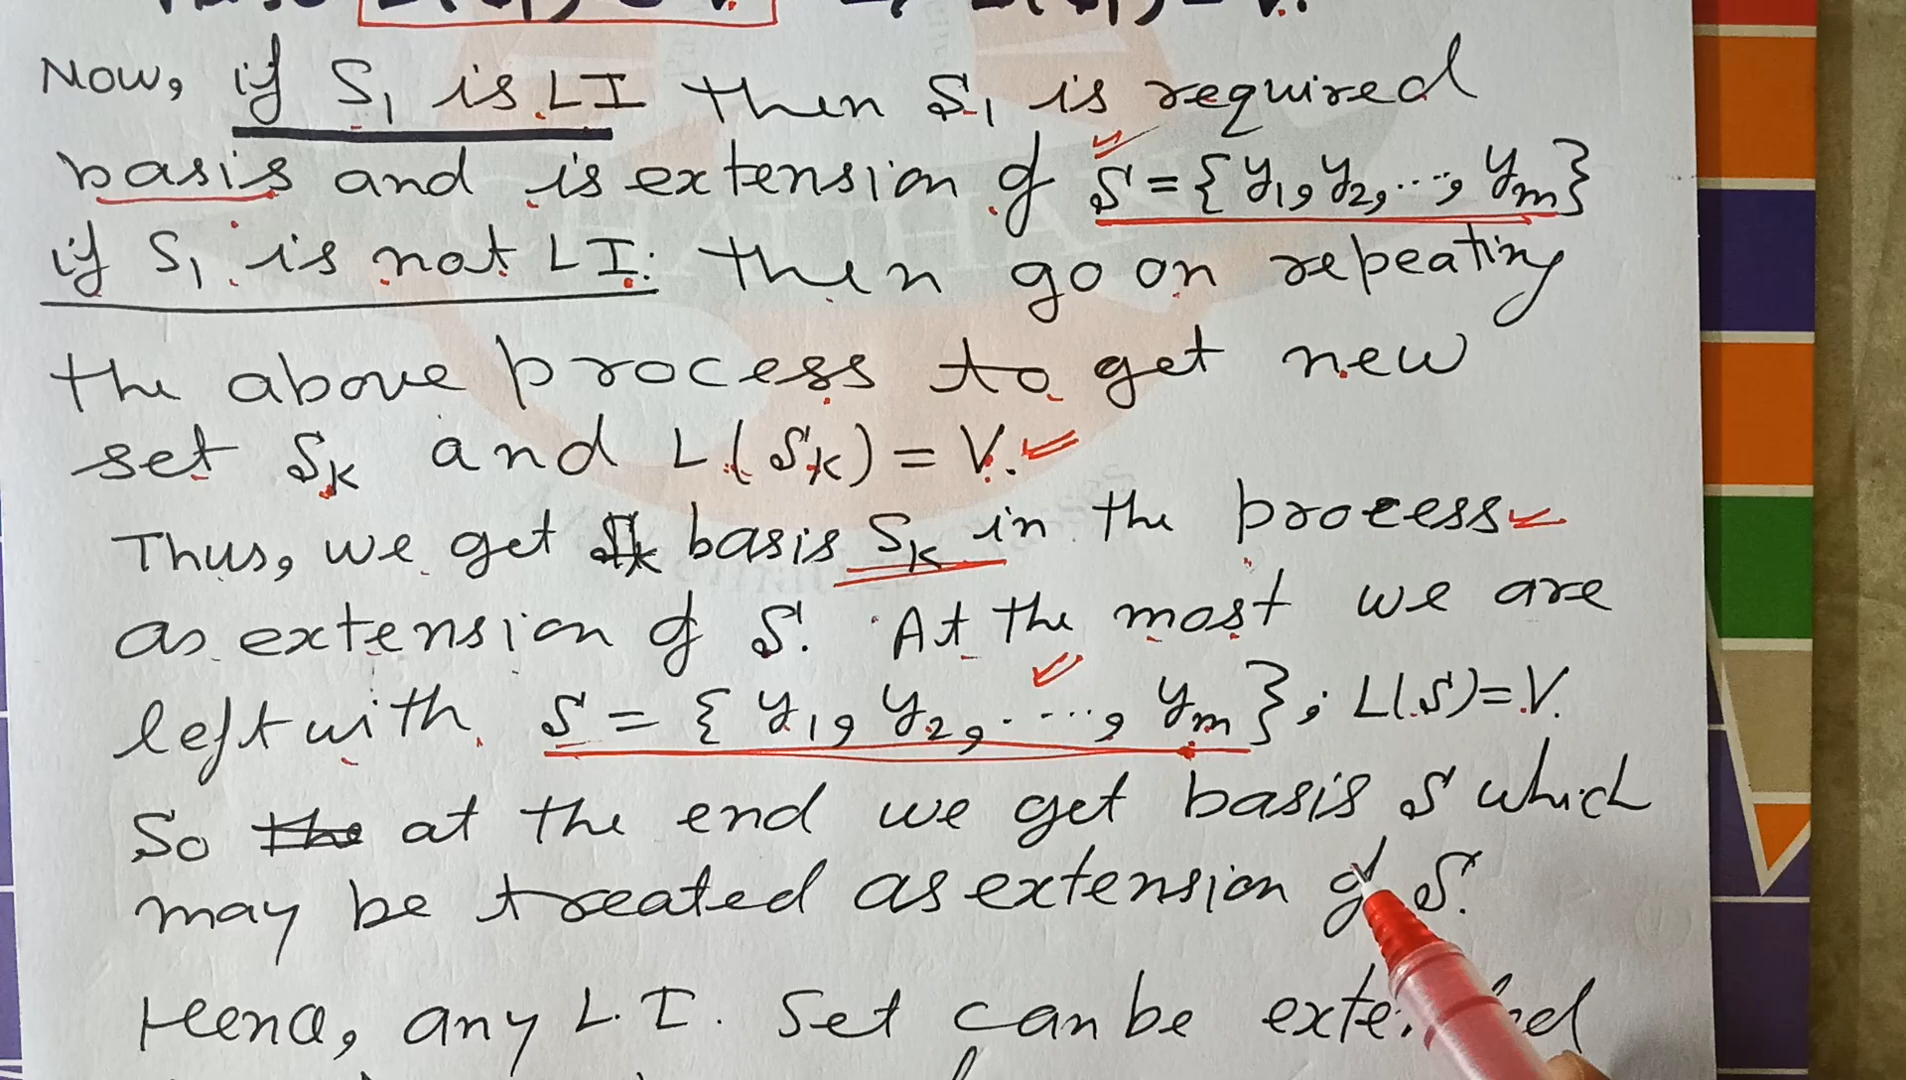 Now, if S₁ is LI then S₁ is required
basis and is extension of S = {y₁, y₂, ..., yₘ}
if S₁ is not LI: then go on repeating
the above process to get new
set Sₖ and L(Sₖ) = V.
Thus, we get basis Sₖ in the process
as extension of S. At the most we are
left with S = {y₁, y₂, ..., yₘ}; L(S) = V.
So at the end we get basis S which
may be treated as extension of S.
Hence, any L.I. set can be